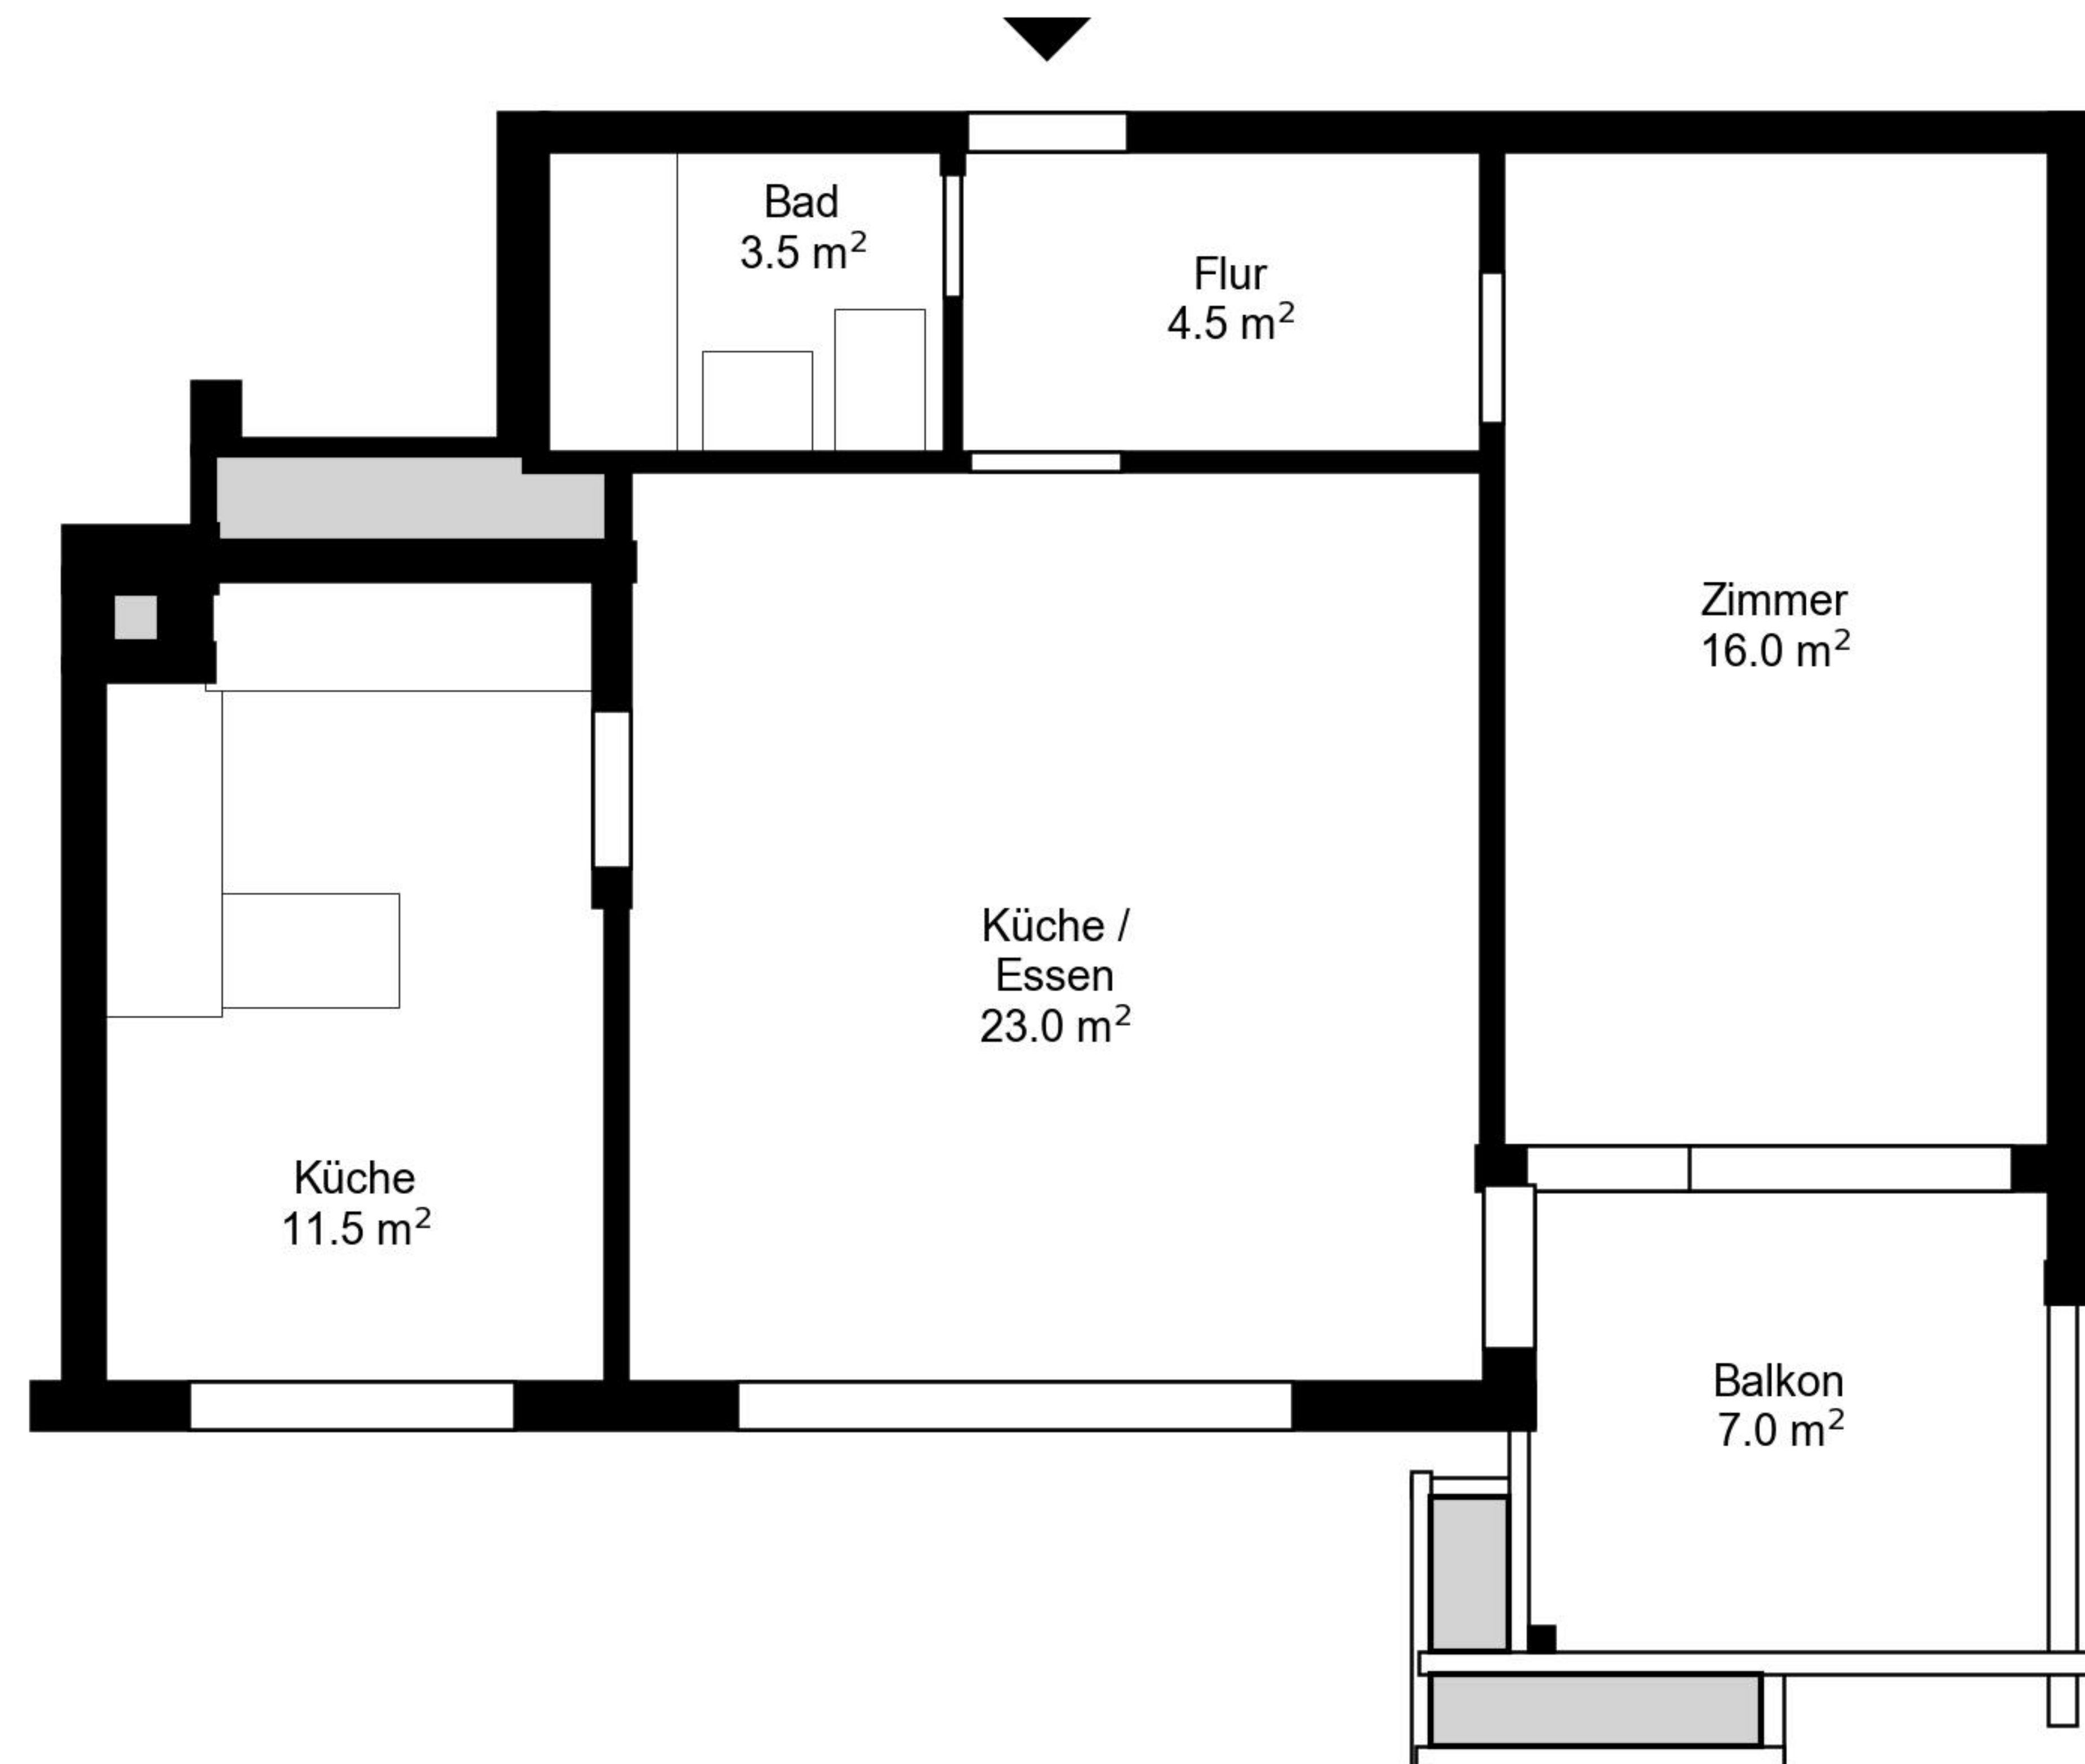 Bad
3.5 m²
Flur
4.5 m²
Zimmer
16.0 m²
Küche /
Essen
23.0 m²
Küche
11.5 m²
Balkon
7.0 m²